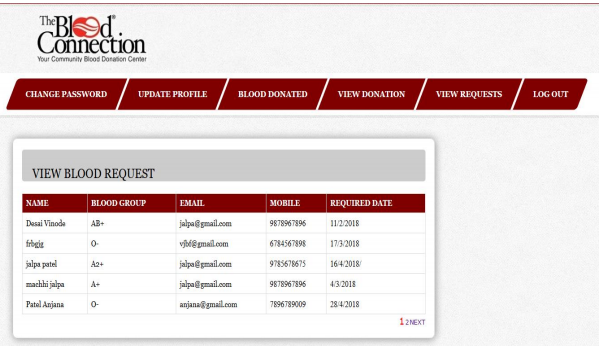 The Blood®
Connection
Your Community Blood Donation Center
CHANGE PASSWORD UPDATE PROFILE BLOOD DONATED VIEW DONATION VIEW REQUESTS LOG OUT
VIEW BLOOD REQUEST
NAME BLOOD GROUP EMAIL MOBILE REQUIRED DATE
Desai Vinode AB+ jalpa@gmail.com 9878967896 11/2/2018
frbgjg O- vjbf@gmail.com 6784567898 17/3/2018
jalpa patel A2+ jalpa@gmail.com 9785678675 16/4/2018/
machhi jalpa A+ jalpa@gmail.com 9878967896 4/3/2018
Patel Anjana O- anjana@gmail.com 7896789009 28/4/2018
1 2 NEXT